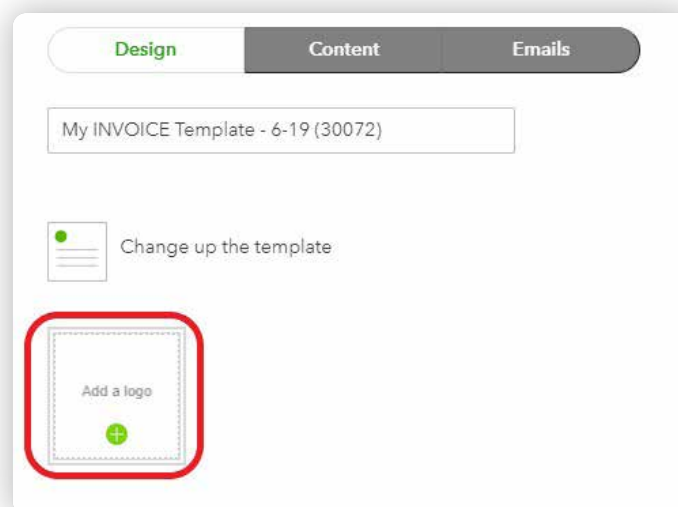 Design
Content
Emails
My INVOICE Template - 6-19 (30072)
Change up the template
Add a logo